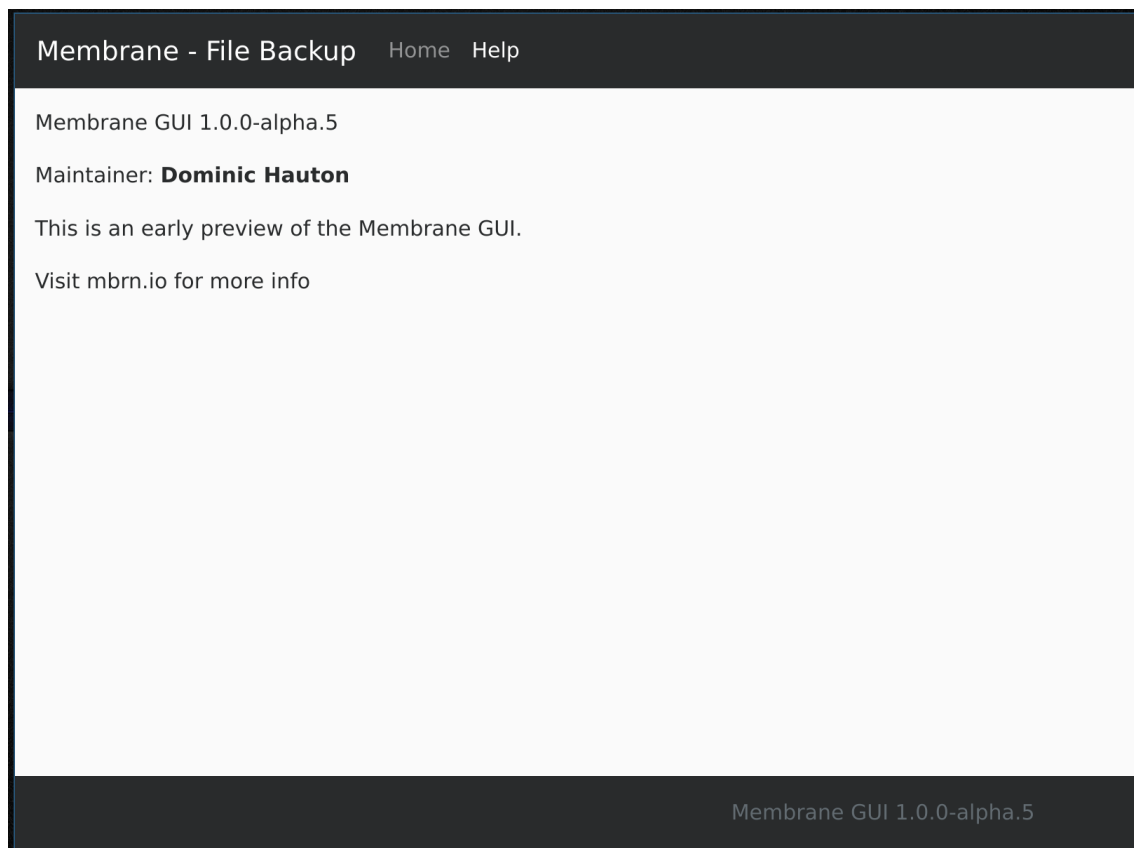 Membrane - File Backup Home Help
Membrane GUI 1.0.0-alpha.5
Maintainer: Dominic Hauton
This is an early preview of the Membrane GUI.
Visit mbrn.io for more info
Membrane GUI 1.0.0-alpha.5